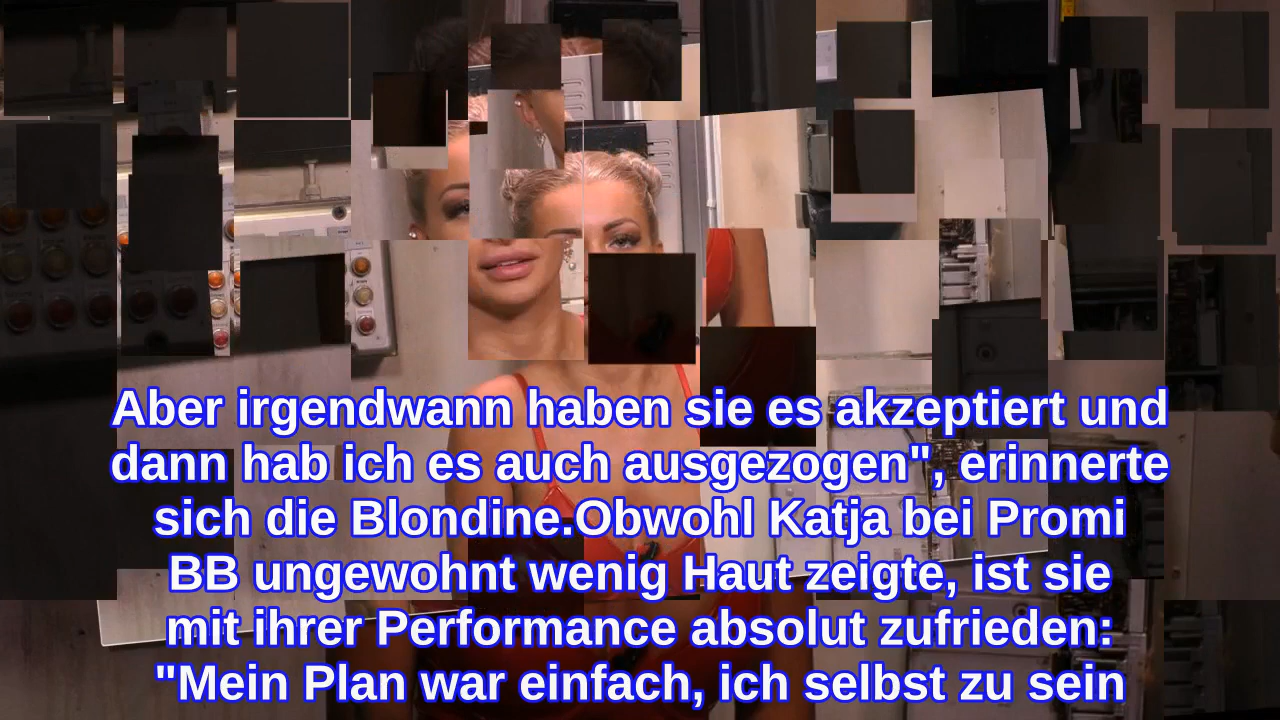 Aber irgendwann haben sie es akzeptiert und
dann hab ich es auch ausgezogen", erinnerte
sich die Blondine.Obwohl Katja bei Promi
BB ungewohnt wenig Haut zeigte, ist sie
mit ihrer Performance absolut zufrieden:
"Mein Plan war einfach, ich selbst zu sein